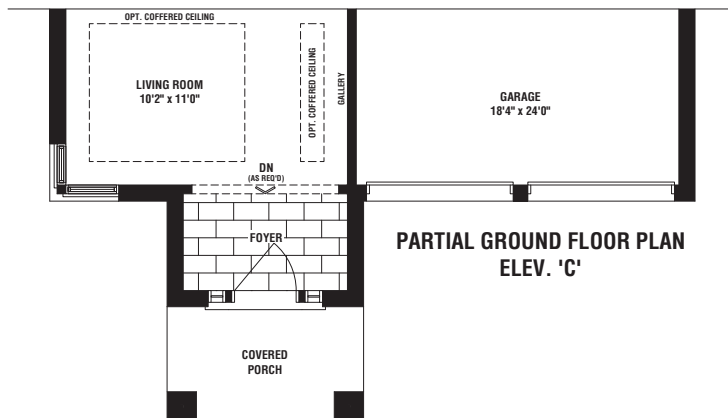 OPT. COFFERED CEILING
LIVING ROOM
10'2" x 11'0"
OPT. COFFERED CEILING
GALLERY
GARAGE
18'4" x 24'0"
DN
(AS REQ'D)
FOYER
PARTIAL GROUND FLOOR PLAN
ELEV. 'C'
COVERED
PORCH